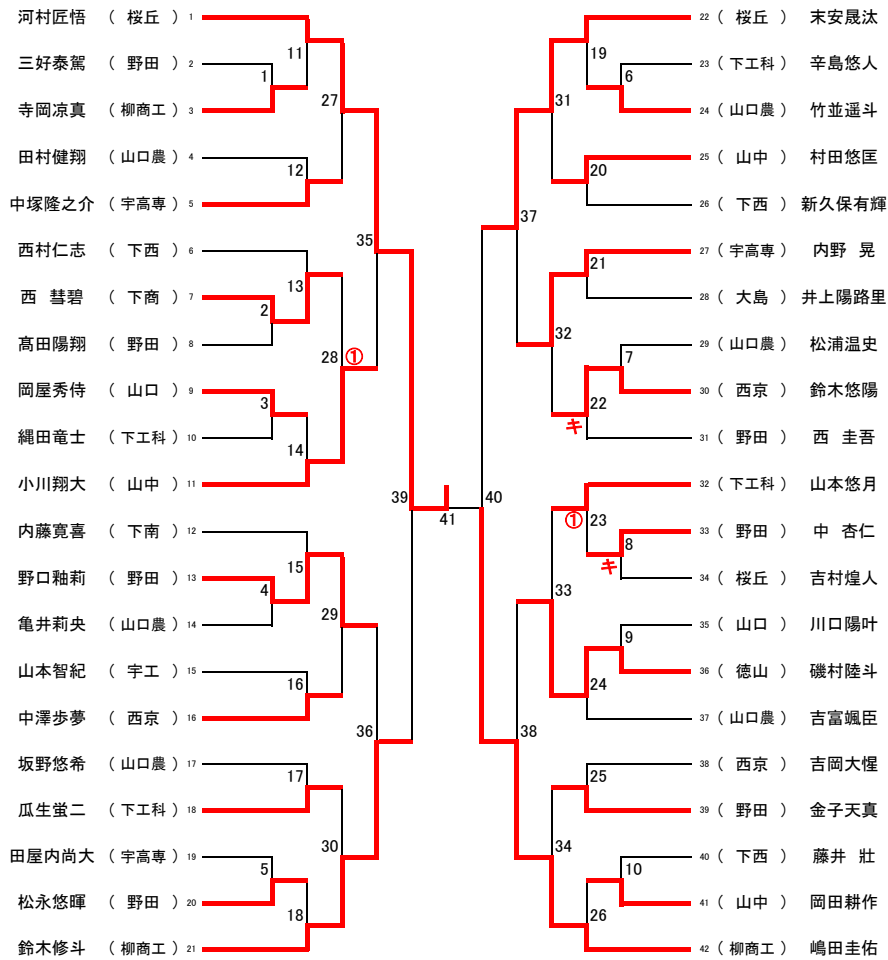 河村匠悟 （ 桜丘 ） 1
三好泰駕 （ 野田 ） 2
寺岡凉真 （ 柳商工 ） 3
田村健翔 （ 山口農 ） 4
中塚隆之介 （ 宇高専 ） 5
西村仁志 （ 下西 ） 6
西 彗碧 （ 下商 ） 7
髙田陽翔 （ 野田 ） 8
岡屋秀侍 （ 山口 ） 9
縄田竜士 （ 下工科 ） 10
小川翔大 （ 山中 ） 11
内藤寛喜 （ 下南 ） 12
野口釉莉 （ 野田 ） 13
亀井莉央 （ 山口農 ） 14
山本智紀 （ 宇工 ） 15
中澤歩夢 （ 西京 ） 16
坂野悠希 （ 山口農 ） 17
瓜生蛍二 （ 下工科 ） 18
田屋内尚大 （ 宇高専 ） 19
松永悠暉 （ 野田 ） 20
鈴木修斗 （ 柳商工 ） 21
1
2
3
4
5
11
12
13
14
15
16
17
18
27
28 ①
29
30
35
36
39
41
40
37
38
31
32
33
34
19
20
21
22
キ
① 23
キ
24
25
26
6
7
8
9
10
22 （ 桜丘 ） 末安晟汰
23 （ 下工科 ） 辛島悠人
24 （ 山口農 ） 竹並遥斗
25 （ 山中 ） 村田悠匡
26 （ 下西 ） 新久保有輝
27 （ 宇高専 ） 内野 晃
28 （ 大島 ） 井上陽路里
29 （ 山口農 ） 松浦温史
30 （ 西京 ） 鈴木悠陽
31 （ 野田 ） 西 圭吾
32 （ 下工科 ） 山本悠月
33 （ 野田 ） 中 杏仁
34 （ 桜丘 ） 吉村煌人
35 （ 山口 ） 川口陽叶
36 （ 徳山 ） 磯村陸斗
37 （ 山口農 ） 吉富颯臣
38 （ 西京 ） 吉岡大惺
39 （ 野田 ） 金子天真
40 （ 下西 ） 藤井 壯
41 （ 山中 ） 岡田耕作
42 （ 柳商工 ） 嶋田圭佑